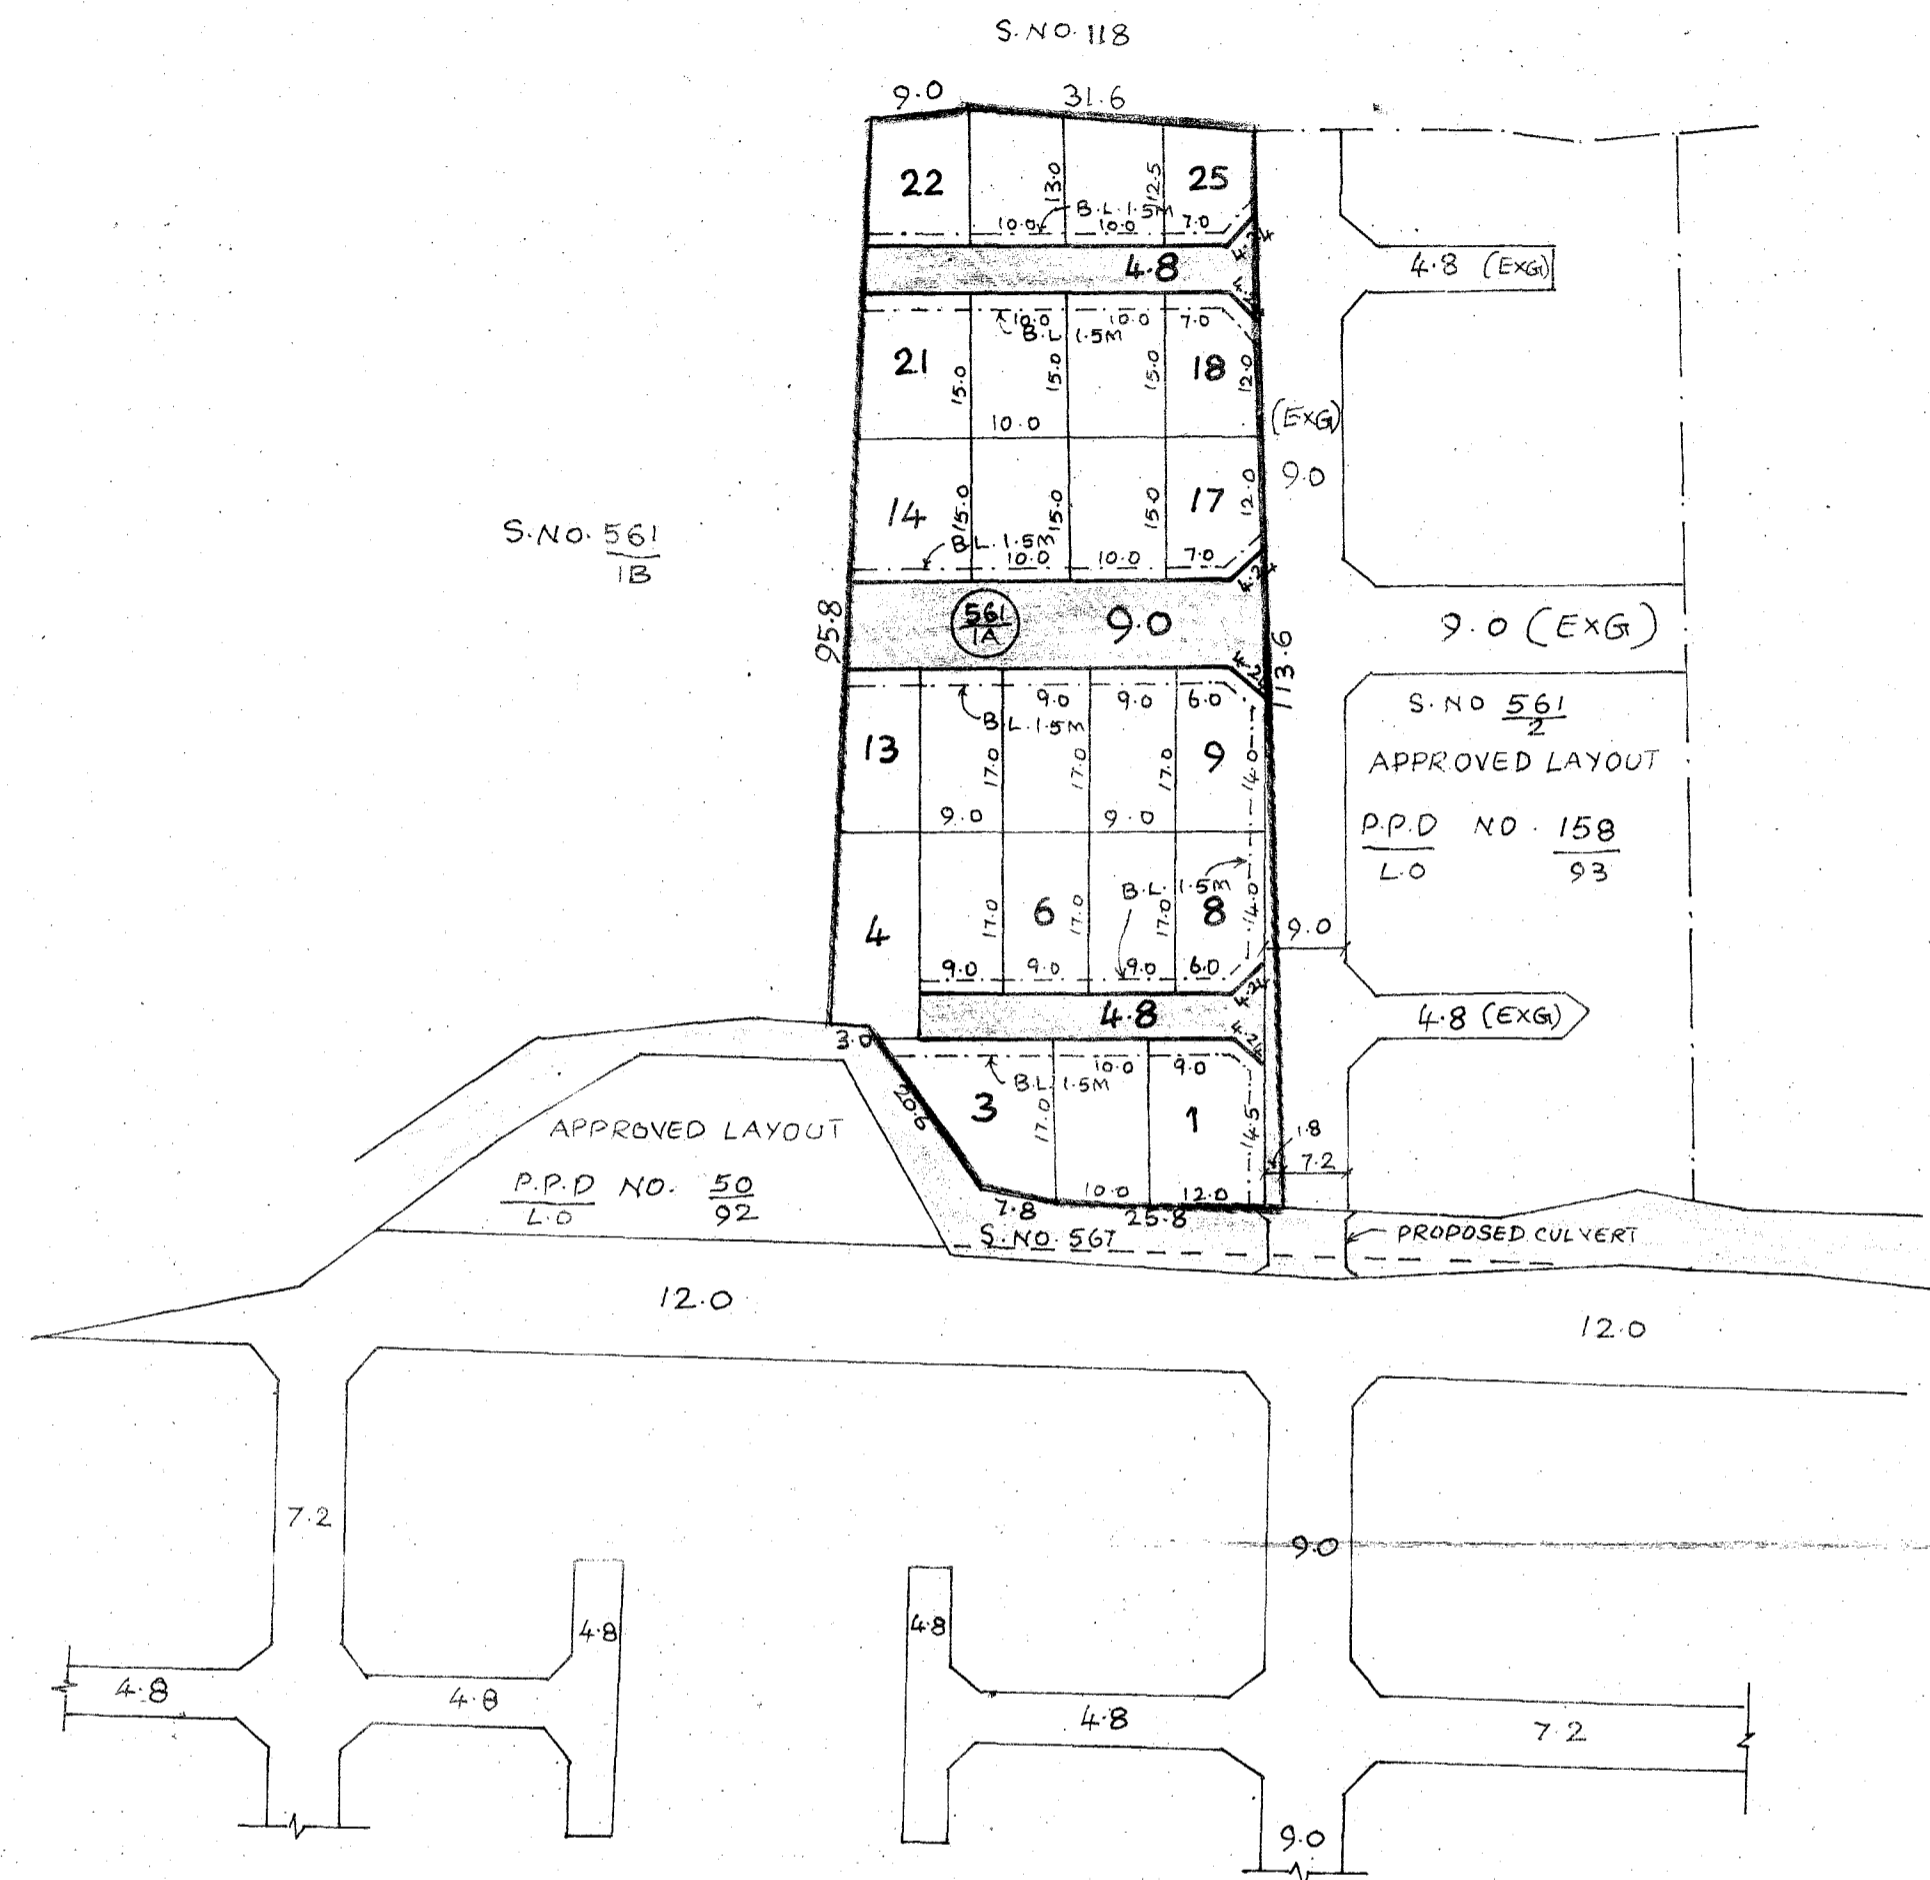 S.NO. 118
9.0 31.6
22 13.0 12.5 25
B.L. 1.5M
10.0 10.0 7.0 4.2
4.8
4.8 (EXG)
10.0 10.0 7.0
B.L. 1.5M
21 15.0 15.0 15.0 18 12.0
10.0
(EXG)
9.0
14 15.0 15.0 15.0 17 12.0
B.L. 1.5M
10.0 10.0 7.0 4.2
S.NO. 561
1B
95.8
561
1A
9.0
113.6
9.0 (EXG)
4.2
9.0 9.0 6.0
B.L. 1.5M
13 17.0 17.0 17.0 9 14.0
9.0 9.0
S.NO 561
2
APPROVED LAYOUT
P.P.D NO. 158
L.O 93
B.L. 1.5M
4 17.0 6 17.0 17.0 8 14.0
9.0
9.0 9.0 9.0 6.0 4.2
4.8
4.8 (EXG)
4.2
3.0
10.0 9.0
B.L. 1.5M
20.6 3 17.0 1 14.5
1.8
7.2
10.0 12.0
7.8 25.8
APPROVED LAYOUT
P.P.D NO. 50
L.O 92
S.NO. 567
PROPOSED CULVERT
12.0
12.0
7.2
9.0
4.8 4.8
4.8 4.8
4.8 7.2
9.0